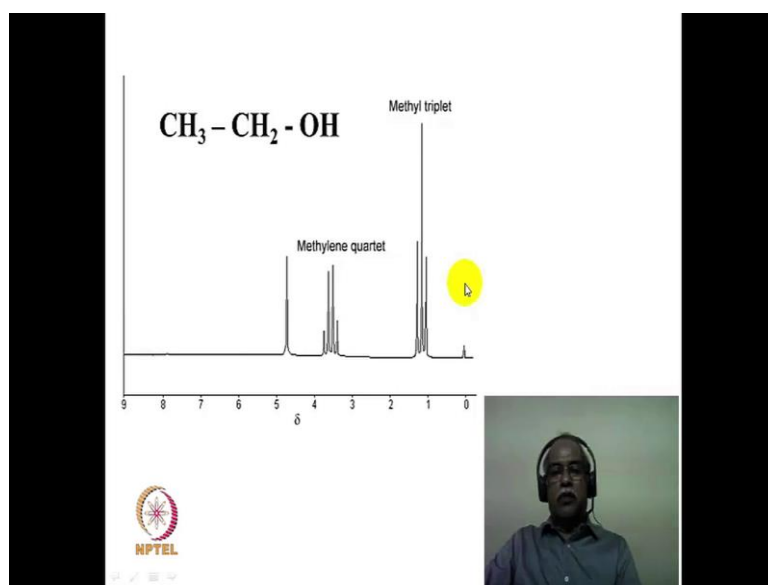 Methyl triplet
CH₃ – CH₂ - OH
Methylene quartet
9 8 7 6 5 4 3 2 1 0
δ
NPTEL